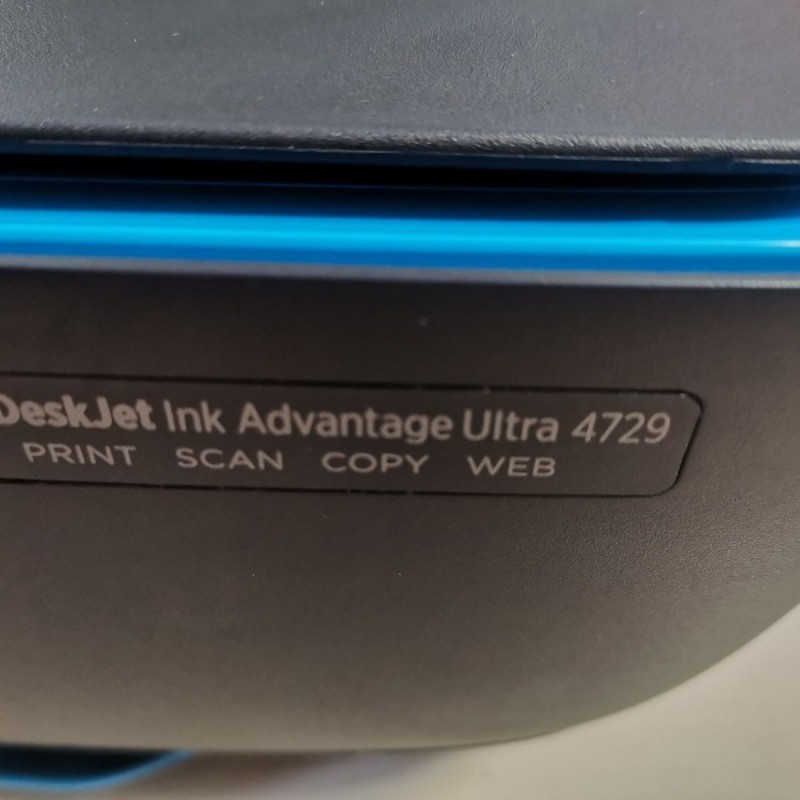 DeskJet Ink Advantage Ultra 4729
PRINT SCAN COPY WEB